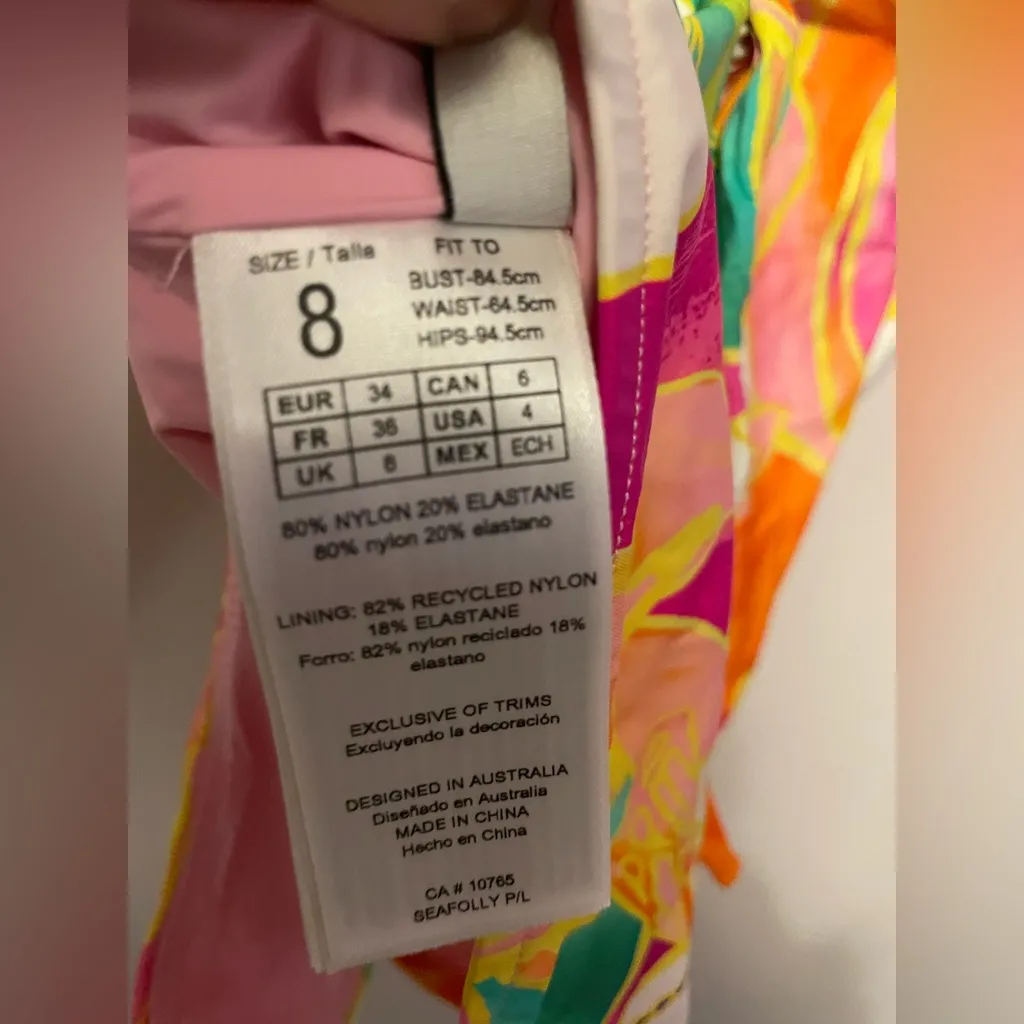 SIZE / Talla
8
FIT TO
BUST-84.5cm
WAIST-64.5cm
HIPS-94.5cm
EUR 34 CAN 6
FR 36 USA 4
UK 8 MEX ECH
80% NYLON 20% ELASTANE
80% nylon 20% elastano
LINING: 82% RECYCLED NYLON
18% ELASTANE
Forro: 82% nylon reciclado 18%
elastano
EXCLUSIVE OF TRIMS
Excluyendo la decoración
DESIGNED IN AUSTRALIA
Diseñado en Australia
MADE IN CHINA
Hecho en China
CA # 10765
SEAFOLLY P/L